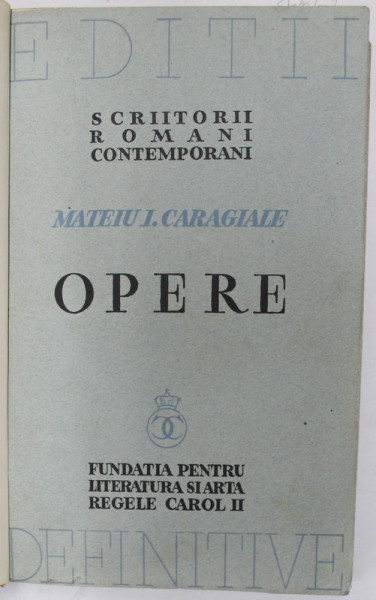 EDITII
SCRIITORII
ROMANI
CONTEMPORANI
MATEIU I. CARAGIALE
OPERE
FUNDATIA PENTRU
LITERATURA SI ARTA
REGELE CAROL II
DEFINITIVE